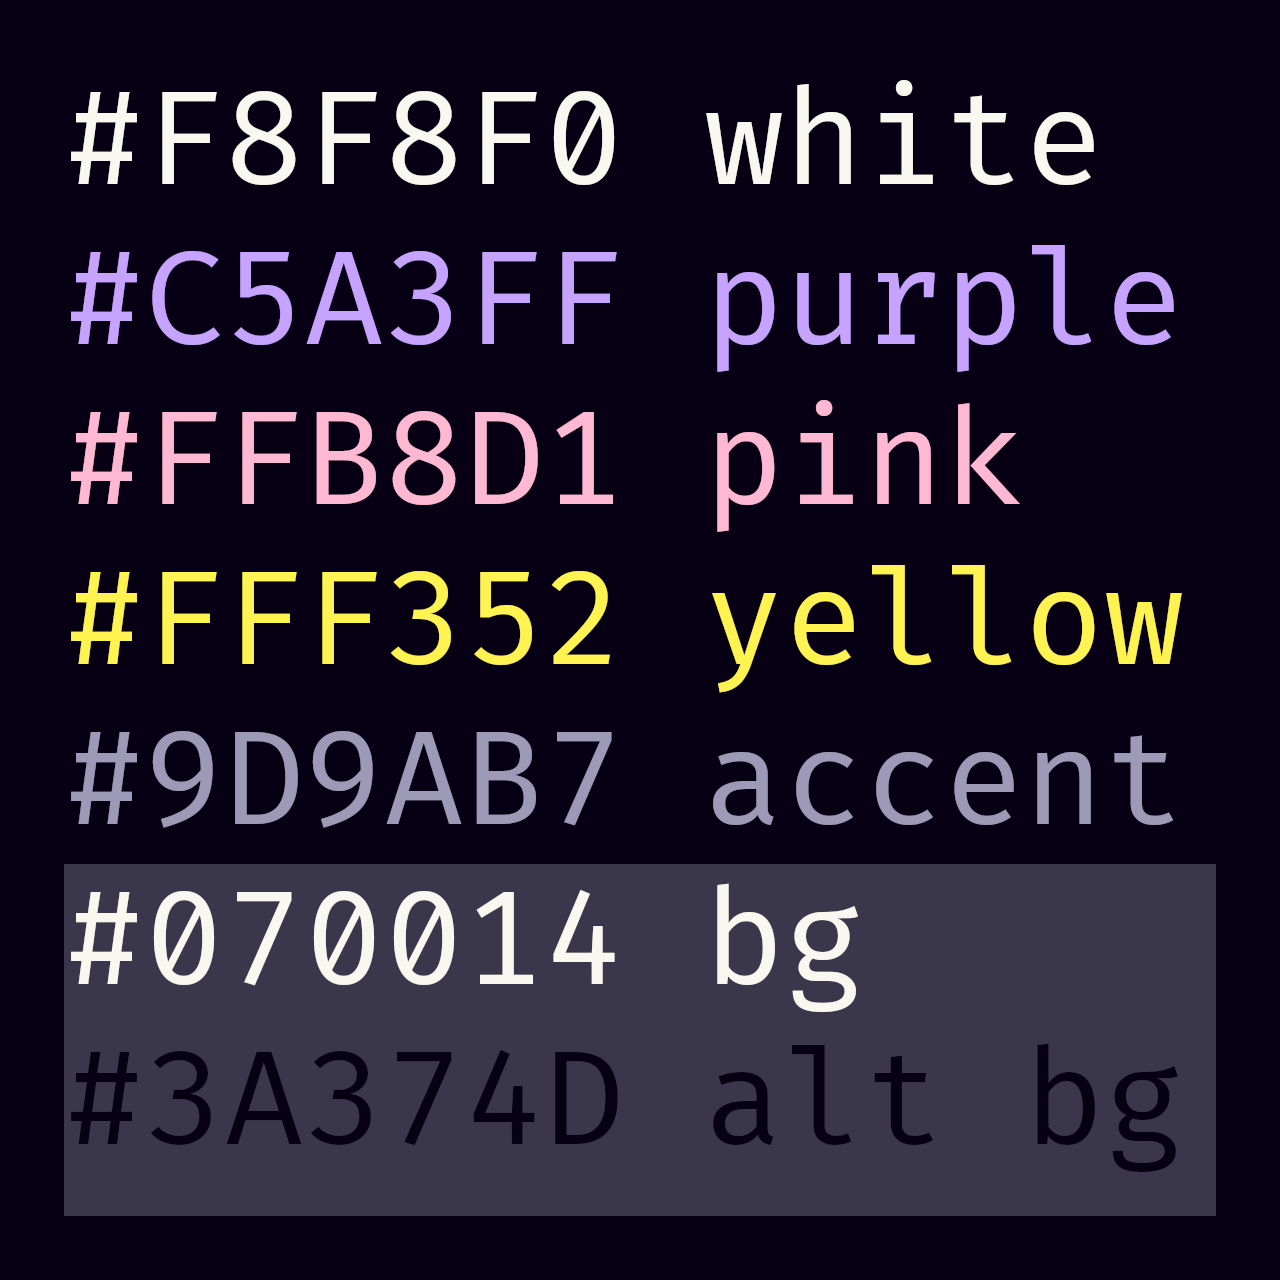 #F8F8F0 white
#C5A3FF purple
#FFB8D1 pink
#FFF352 yellow
#9D9AB7 accent
#070014 bg
#3A374D alt bg